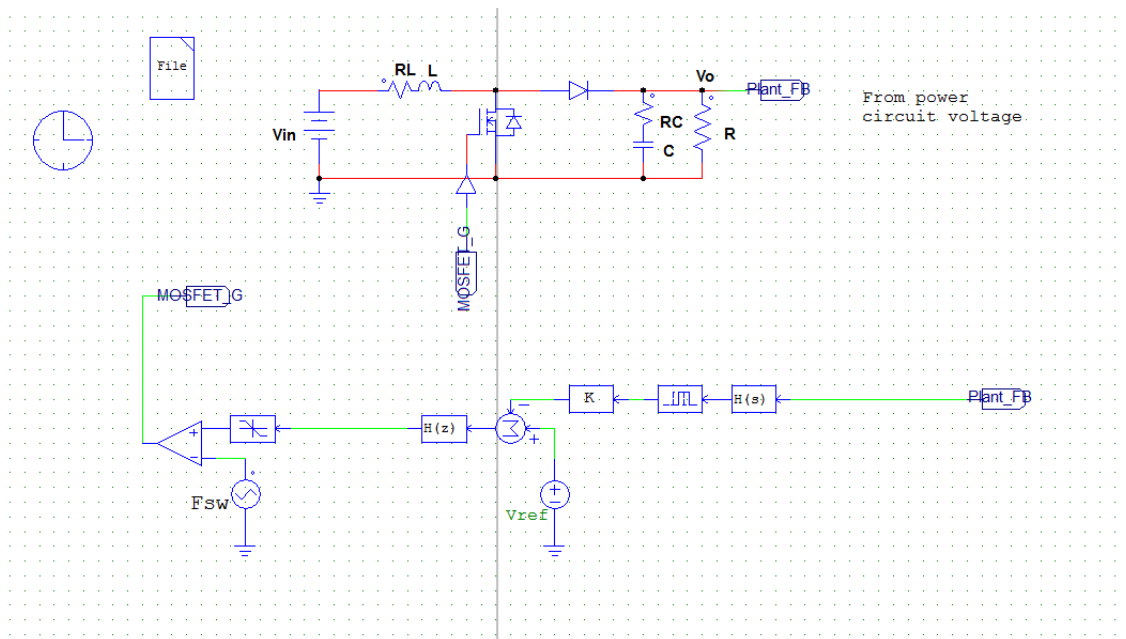 File
RL L
Vo
Plant_FB
From power
circuit voltage
Vin
RC
R
C
MOSFET_G
MOSFET_G
K
H(s)
Plant_FB
H(z)
Σ
Fsw
Vref